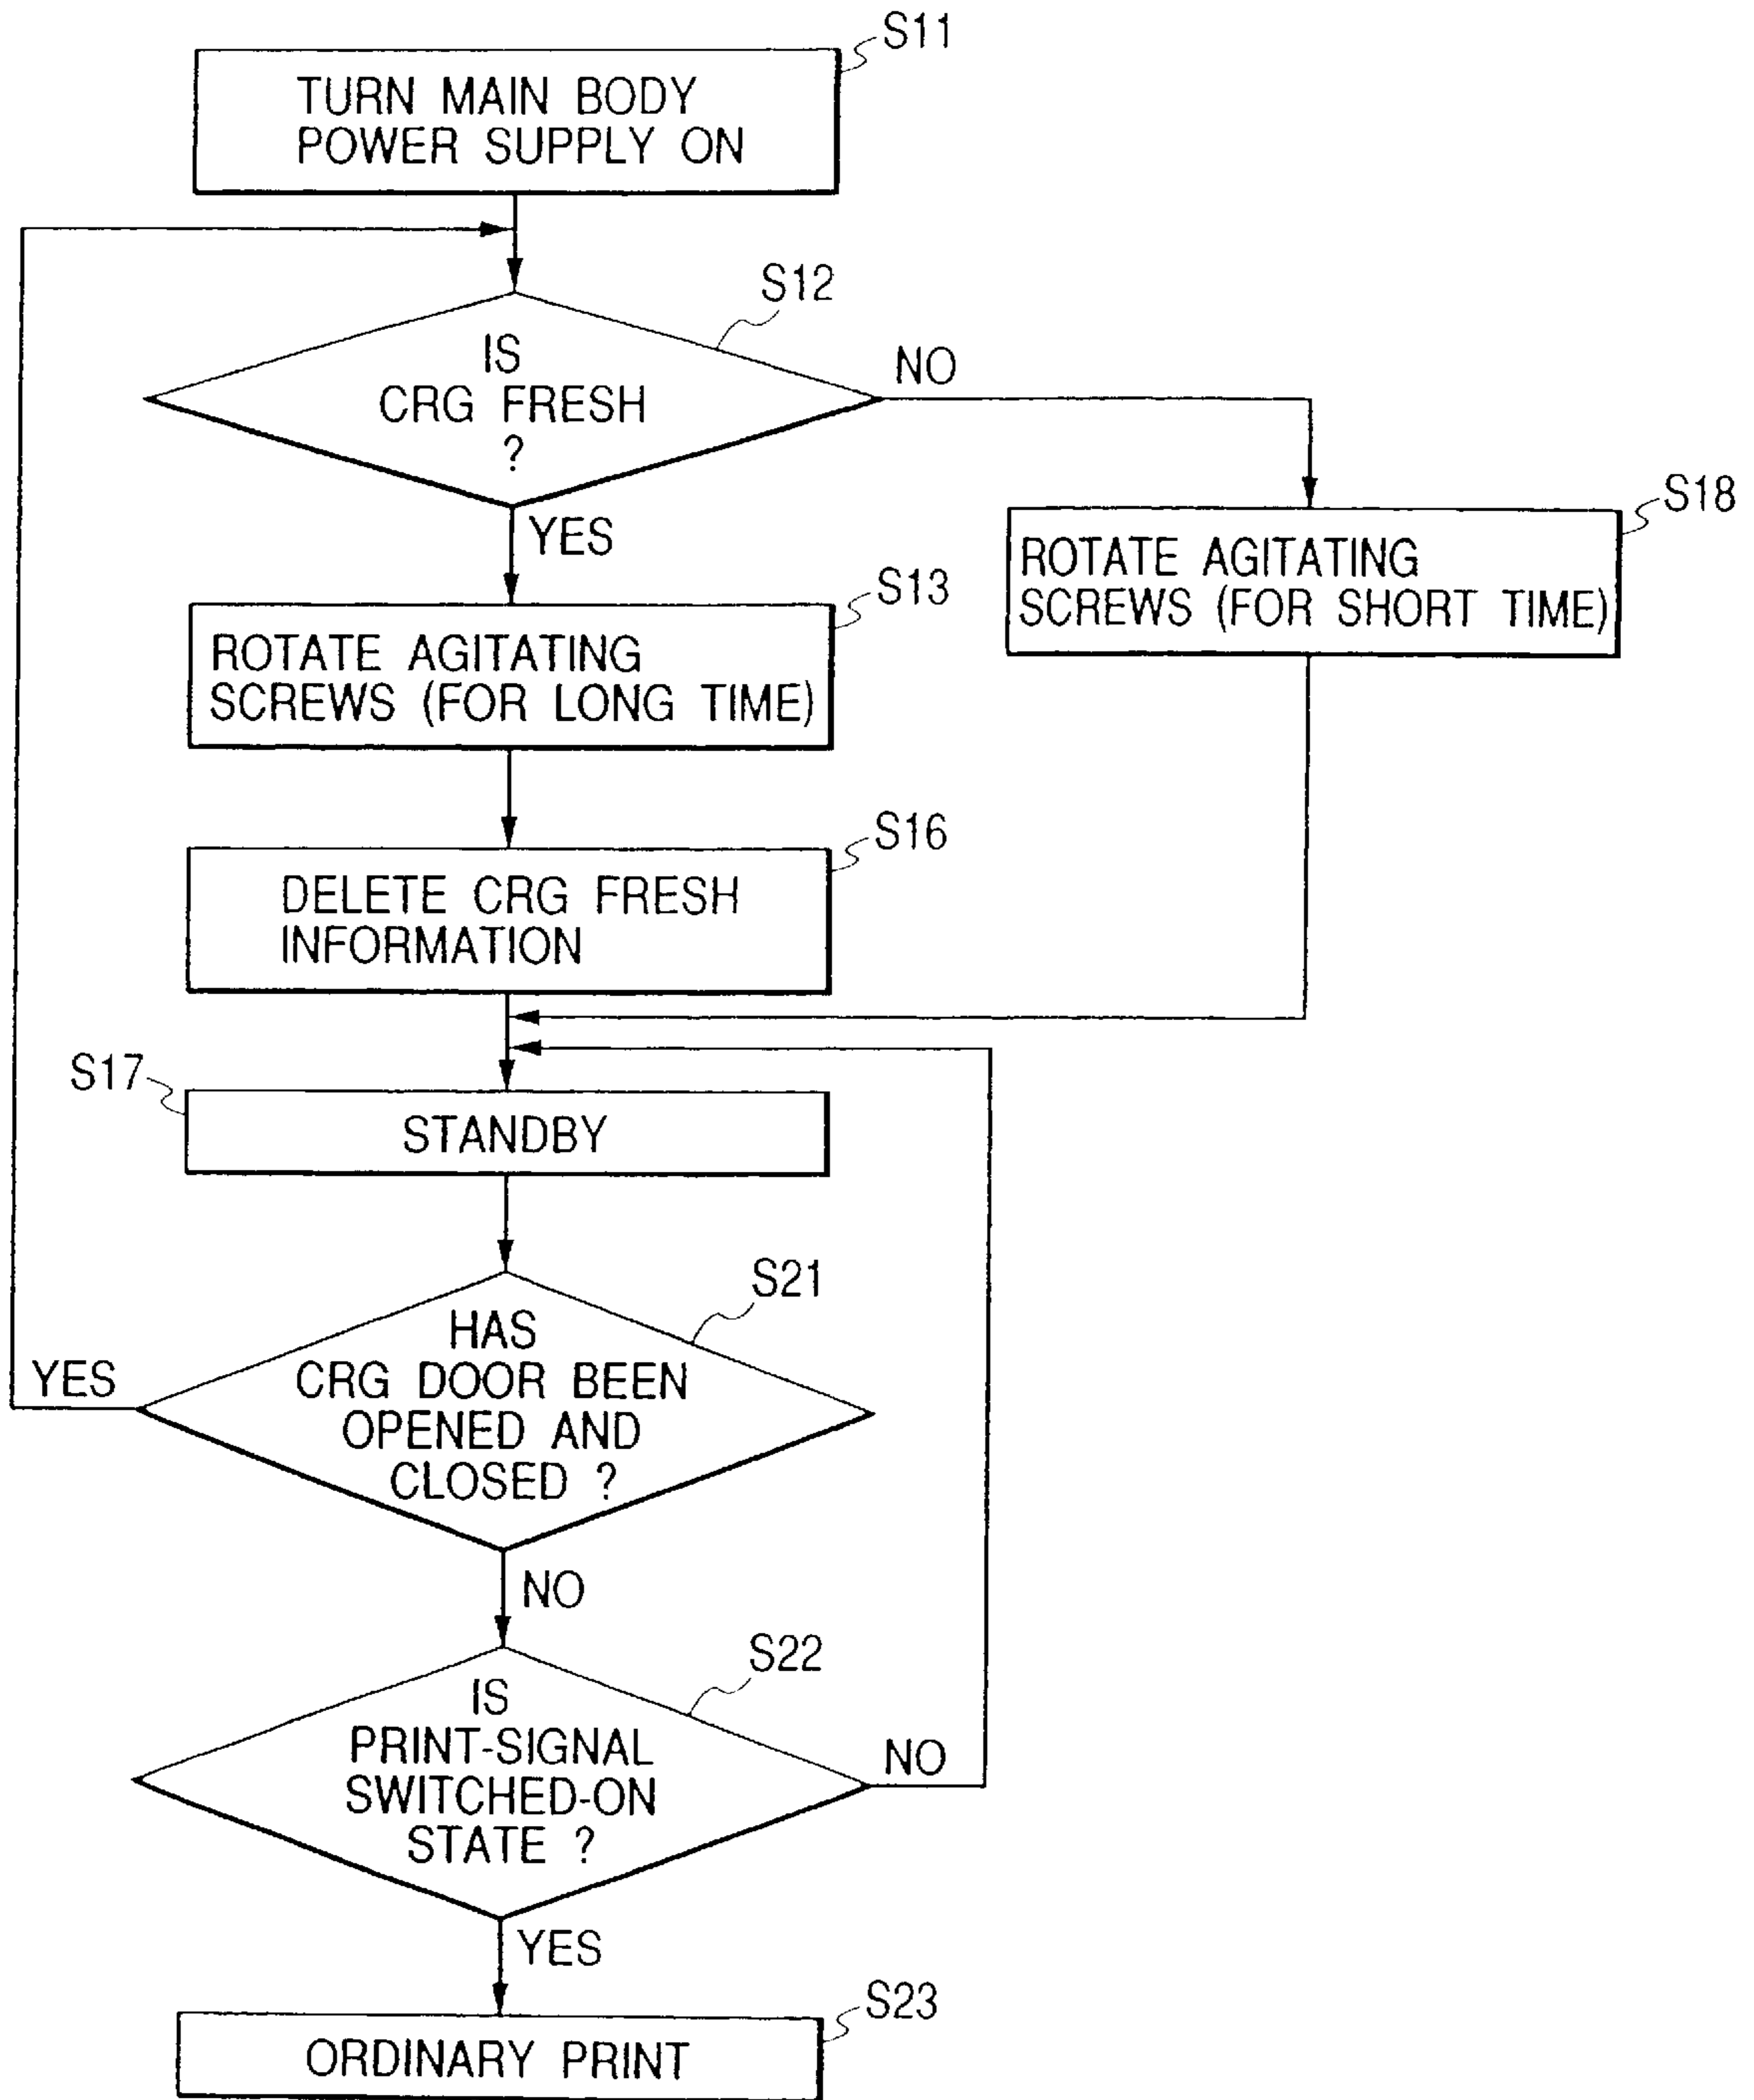 S11
TURN MAIN BODY
POWER SUPPLY ON
S12
IS
CRG FRESH
?
NO
YES
S18
ROTATE AGITATING
SCREWS (FOR SHORT TIME)
S13
ROTATE AGITATING
SCREWS (FOR LONG TIME)
S16
DELETE CRG FRESH
INFORMATION
S17
STANDBY
S21
HAS
CRG DOOR BEEN
OPENED AND
CLOSED ?
YES
NO
S22
IS
PRINT-SIGNAL
SWITCHED-ON
STATE ?
NO
YES
S23
ORDINARY PRINT